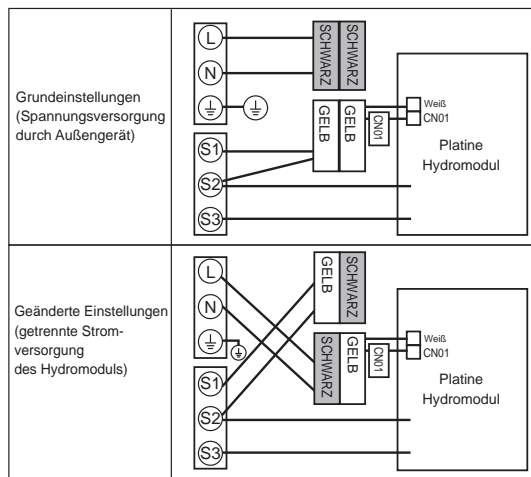 Grundeinstellungen
(Spannungsversorgung
durch Außengerät)
L
N
S1
S2
S3
SCHWARZ
SCHWARZ
GELB
GELB
CN01
Weiß
CN01
Platine
Hydromodul
Geänderte Einstellungen
(getrennte Strom-
versorgung
des Hydromoduls)
L
N
S1
S2
S3
GELB
SCHWARZ
SCHWARZ
GELB
CN01
Weiß
CN01
Platine
Hydromodul